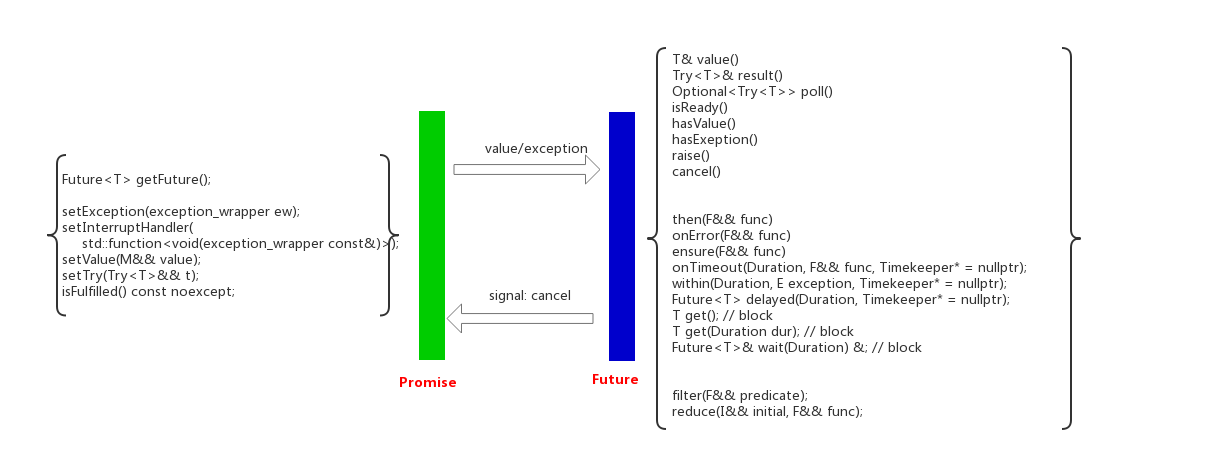 Future<T> getFuture();
setException(exception_wrapper ew);
setInterruptHandler(
std::function<void(exception_wrapper const&)>);
setValue(M&& value);
setTry(Try<T>&& t);
isFulfilled() const noexcept;
value/exception
signal: cancel
Promise
Future
T& value()
Try<T>& result()
Optional<Try<T>> poll()
isReady()
hasValue()
hasExeption()
raise()
cancel()
then(F&& func)
onError(F&& func)
ensure(F&& func)
onTimeout(Duration, F&& func, Timekeeper* = nullptr);
within(Duration, E exception, Timekeeper* = nullptr);
Future<T> delayed(Duration, Timekeeper* = nullptr);
T get(); // block
T get(Duration dur); // block
Future<T>& wait(Duration) &; // block
filter(F&& predicate);
reduce(I&& initial, F&& func);